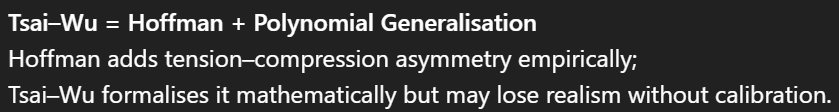 Tsai–Wu = Hoffman + Polynomial Generalisation
Hoffman adds tension–compression asymmetry empirically;
Tsai–Wu formalises it mathematically but may lose realism without calibration.